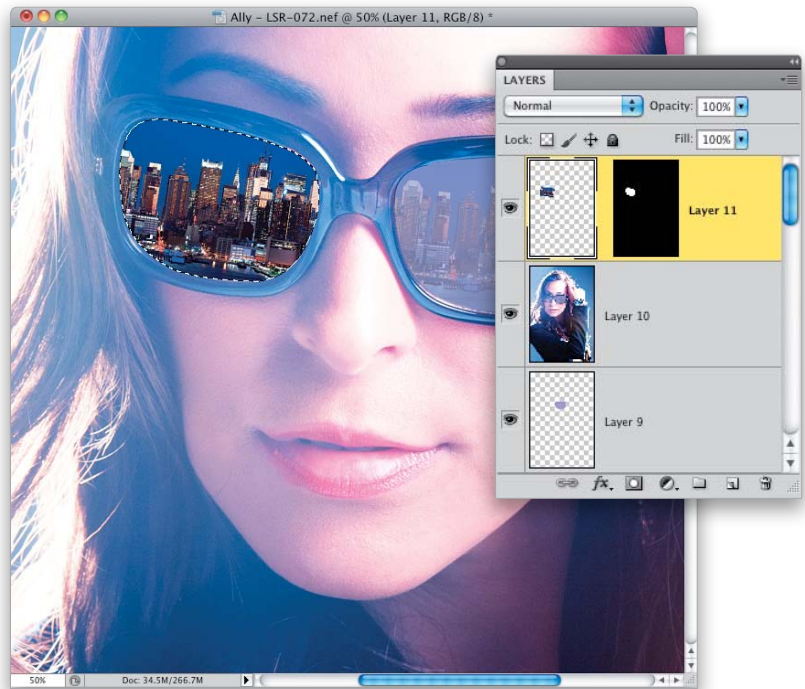 Ally – LSR-072.nef @ 50% (Layer 11, RGB/8) *
LAYERS
Normal Opacity: 100%
Lock: Fill: 100%
Layer 11
Layer 10
Layer 9
fx
50% Doc: 34.5M/266.7M